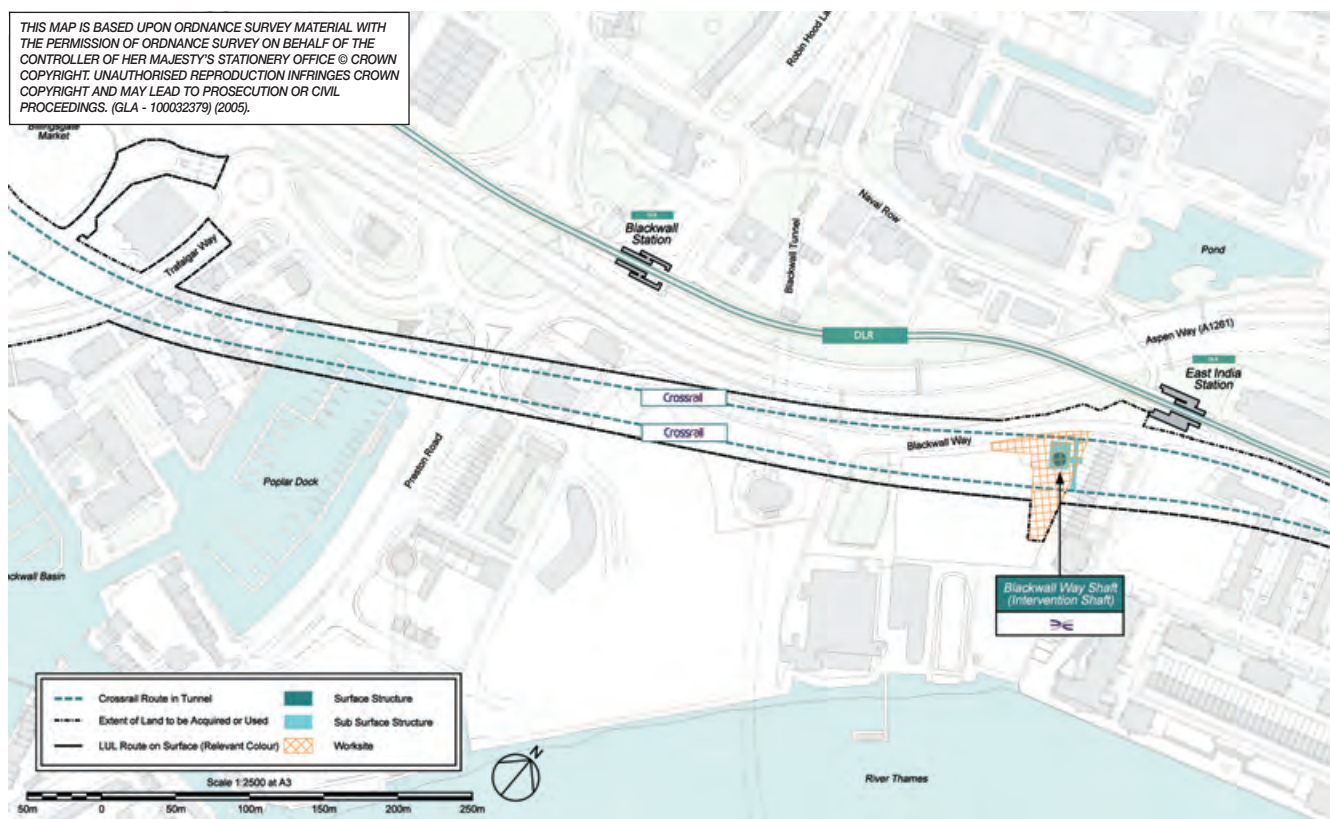 THIS MAP IS BASED UPON ORDNANCE SURVEY MATERIAL WITH
THE PERMISSION OF ORDNANCE SURVEY ON BEHALF OF THE
CONTROLLER OF HER MAJESTY'S STATIONERY OFFICE © CROWN
COPYRIGHT. UNAUTHORISED REPRODUCTION INFRINGES CROWN
COPYRIGHT AND MAY LEAD TO PROSECUTION OR CIVIL
PROCEEDINGS. (GLA - 100032379) (2005).
Robin Hood La
Billingsgate
Market
Trafalgar Way
Blackwall
Station
Blackwall Tunnel
Naval Row
Pond
DLR
Aspen Way (A1261)
East India
Station
Crossrail
Crossrail
Blackwall Way
Preston Road
Poplar Dock
ckwall Basin
Blackwall Way Shaft
(Intervention Shaft)
River Thames
Crossrail Route in Tunnel
Surface Structure
Extent of Land to be Acquired or Used
Sub Surface Structure
LUL Route on Surface (Relevant Colour)
Worksite
Scale 1:2500 at A3
50m 0 50m 100m 150m 200m 250m
N